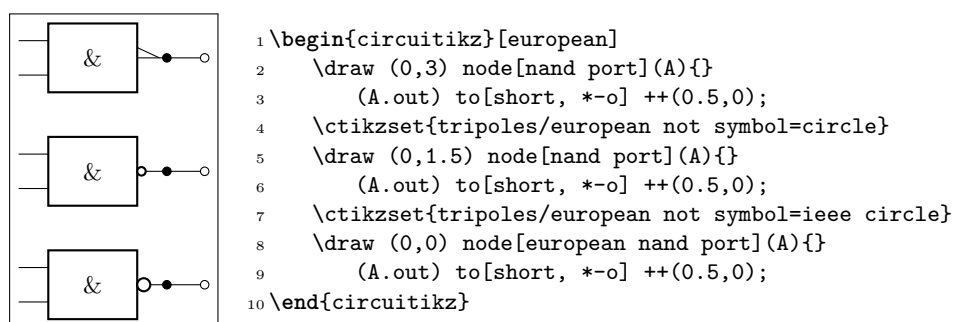 &
&
&
1 \begin{circuitikz}[european]
2     \draw (0,3) node[nand port](A){}
3         (A.out) to[short, *-o] ++(0.5,0);
4     \ctikzset{tripoles/european not symbol=circle}
5     \draw (0,1.5) node[nand port](A){}
6         (A.out) to[short, *-o] ++(0.5,0);
7     \ctikzset{tripoles/european not symbol=ieee circle}
8     \draw (0,0) node[european nand port](A){}
9         (A.out) to[short, *-o] ++(0.5,0);
10 \end{circuitikz}